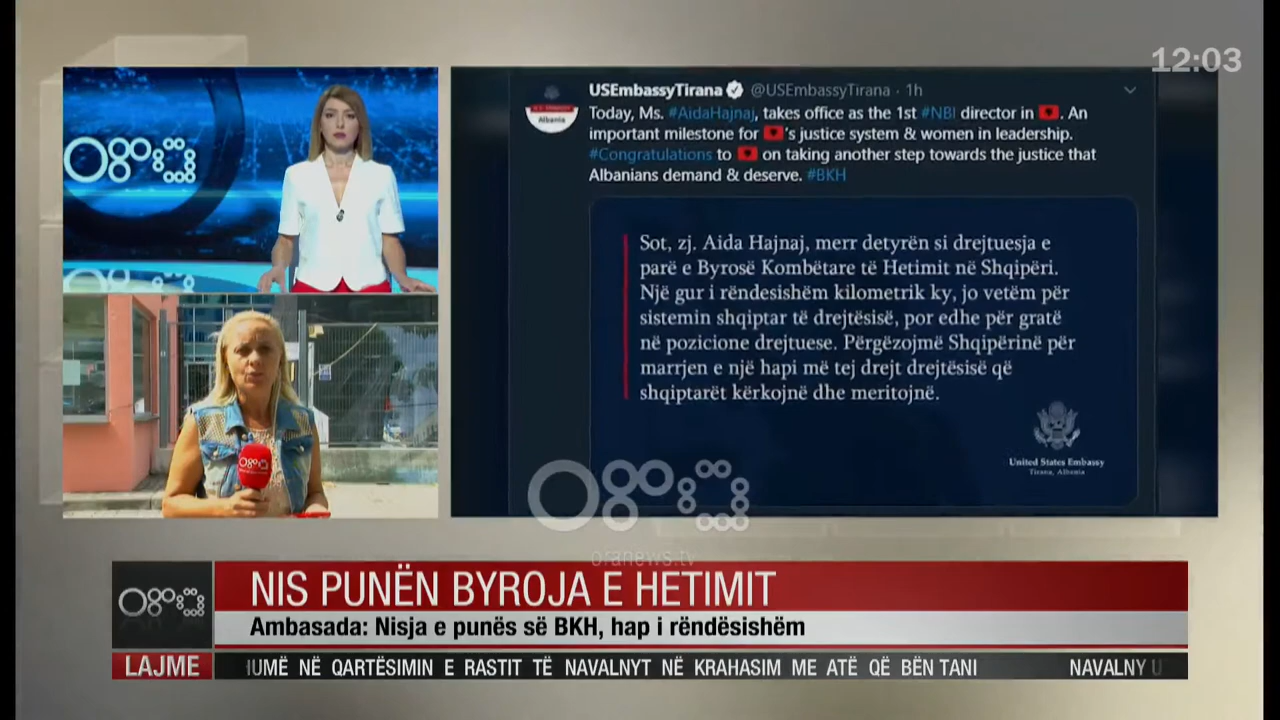 12:03
USEmbassyTirana @USEmbassyTirana · 1h
Today, Ms. #AidaHajnaj, takes office as the 1st #NBI director in 🇦🇱. An
important milestone for 🇦🇱's justice system & women in leadership.
#Congratulations to 🇦🇱 on taking another step towards the justice that
Albanians demand & deserve. #BKH
Albania
Sot, zj. Aida Hajnaj, merr detyrën si drejtuesja e
parë e Byrosë Kombëtare të Hetimit në Shqipëri.
Një gur i rëndesishëm kilometrik ky, jo vetëm për
sistemin shqiptar të drejtësisë, por edhe për gratë
në pozicione drejtuese. Përgëzojmë Shqipërinë për
marrjen e një hapi më tej drejt drejtësisë që
shqiptarët kërkojnë dhe meritojnë.
United States Embassy
Tirana, Albania
oranews.tv
NIS PUNËN BYROJA E HETIMIT
Ambasada: Nisja e punës së BKH, hap i rëndësishëm
LAJME
HUMË NË QARTËSIMIN E RASTIT TË NAVALNYT NË KRAHASIM ME ATË QË BËN TANI NAVALNY U